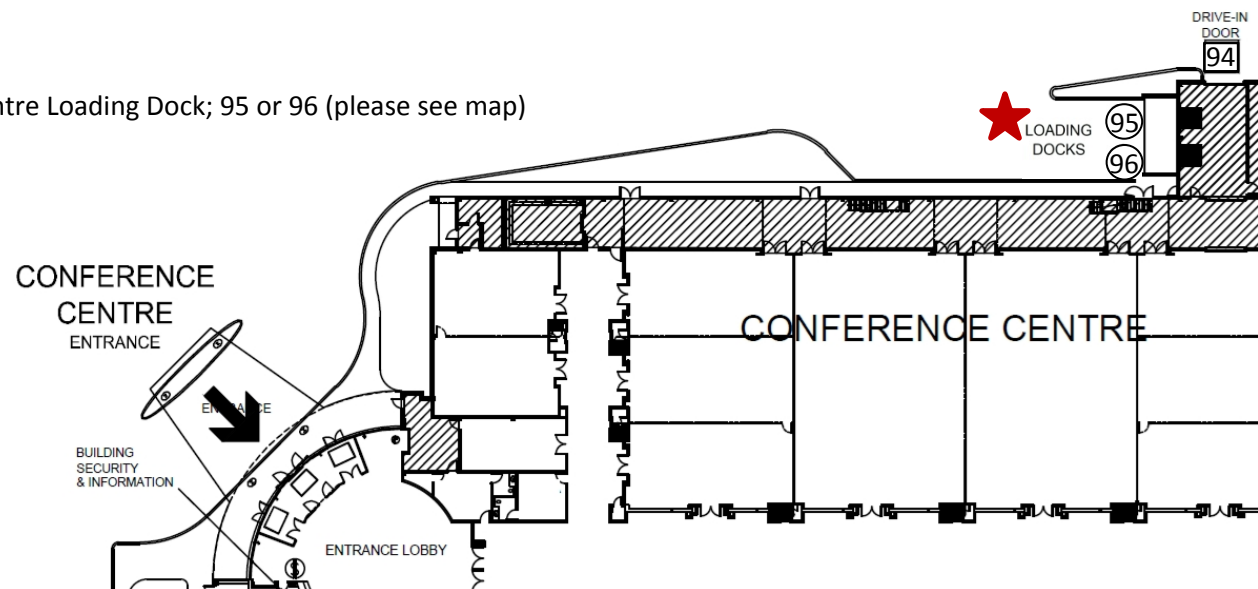 DRIVE-IN
DOOR
94
ntre Loading Dock; 95 or 96 (please see map)
95
LOADING
DOCKS
96
CONFERENCE
CENTRE
ENTRANCE
CONFERENCE CENTRE
ENTRANCE
BUILDING
SECURITY
& INFORMATION
ENTRANCE LOBBY